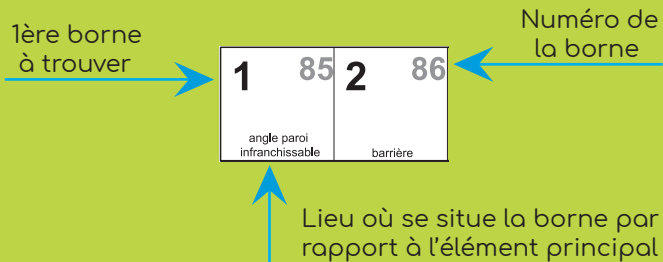 1ère borne
à trouver
Numéro de
la borne
1 85 2 86
angle paroi
infranchissable
barrière
Lieu où se situe la borne par
rapport à l'élément principal